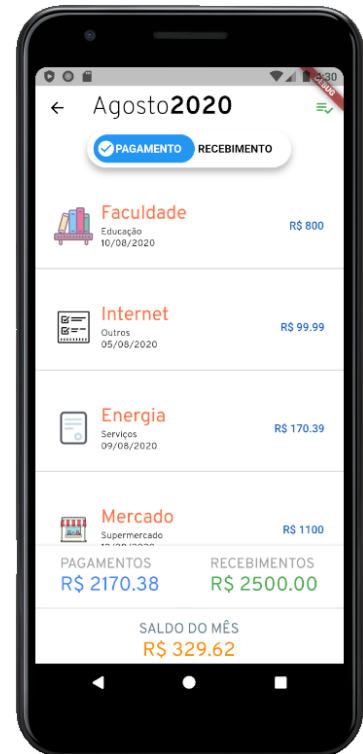 4:30
DEBUG
Agosto2020
PAGAMENTO RECEBIMENTO
Faculdade
Educação
10/08/2020
R$ 800
Internet
Outros
05/08/2020
R$ 99.99
Energia
Serviços
09/08/2020
R$ 170.39
Mercado
Supermercado
R$ 1100
PAGAMENTOS RECEBIMENTOS
R$ 2170.38 R$ 2500.00
SALDO DO MÊS
R$ 329.62